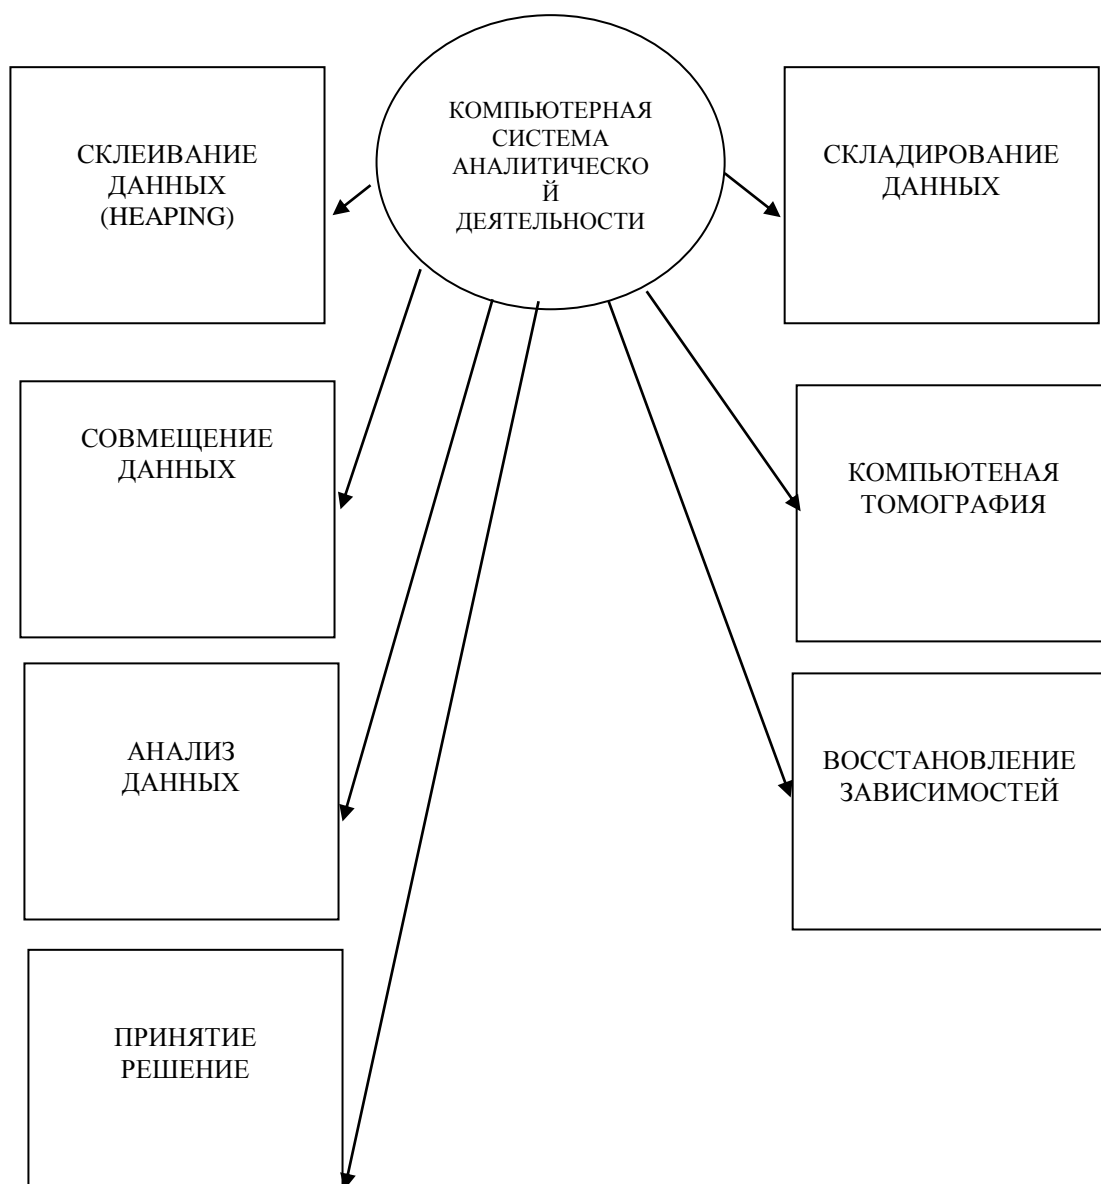 КОМПЬЮТЕРНАЯ
СИСТЕМА
АНАЛИТИЧЕСКО
Й
ДЕЯТЕЛЬНОСТИ
СКЛЕИВАНИЕ
ДАННЫХ
(HEAPING)
СКЛАДИРОВАНИЕ
ДАННЫХ
СОВМЕЩЕНИЕ
ДАННЫХ
КОМПЬЮТЕНАЯ
ТОМОГРАФИЯ
АНАЛИЗ
ДАННЫХ
ВОССТАНОВЛЕНИЕ
ЗАВИСИМОСТЕЙ
ПРИНЯТИЕ
РЕШЕНИЕ